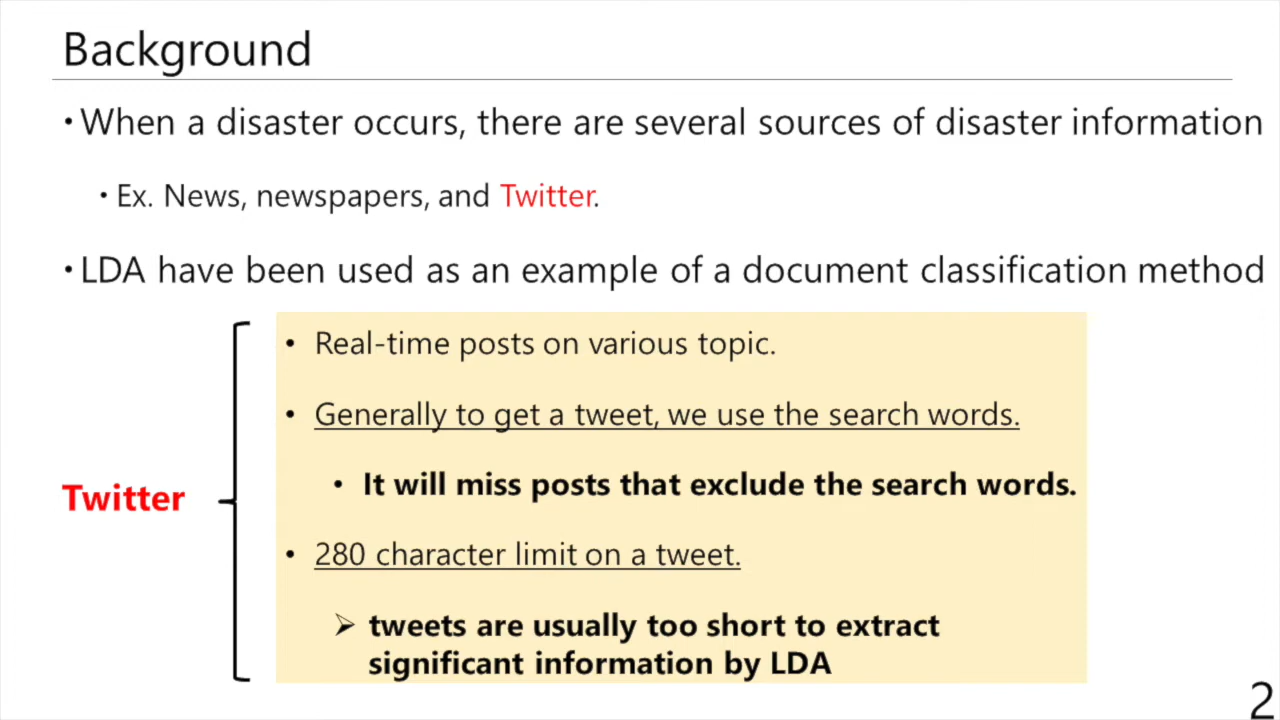 Background
・When a disaster occurs, there are several sources of disaster information
・Ex. News, newspapers, and Twitter.
・LDA have been used as an example of a document classification method
Twitter
• Real-time posts on various topic.
• Generally to get a tweet, we use the search words.
• It will miss posts that exclude the search words.
• 280 character limit on a tweet.
➢ tweets are usually too short to extract
significant information by LDA
2